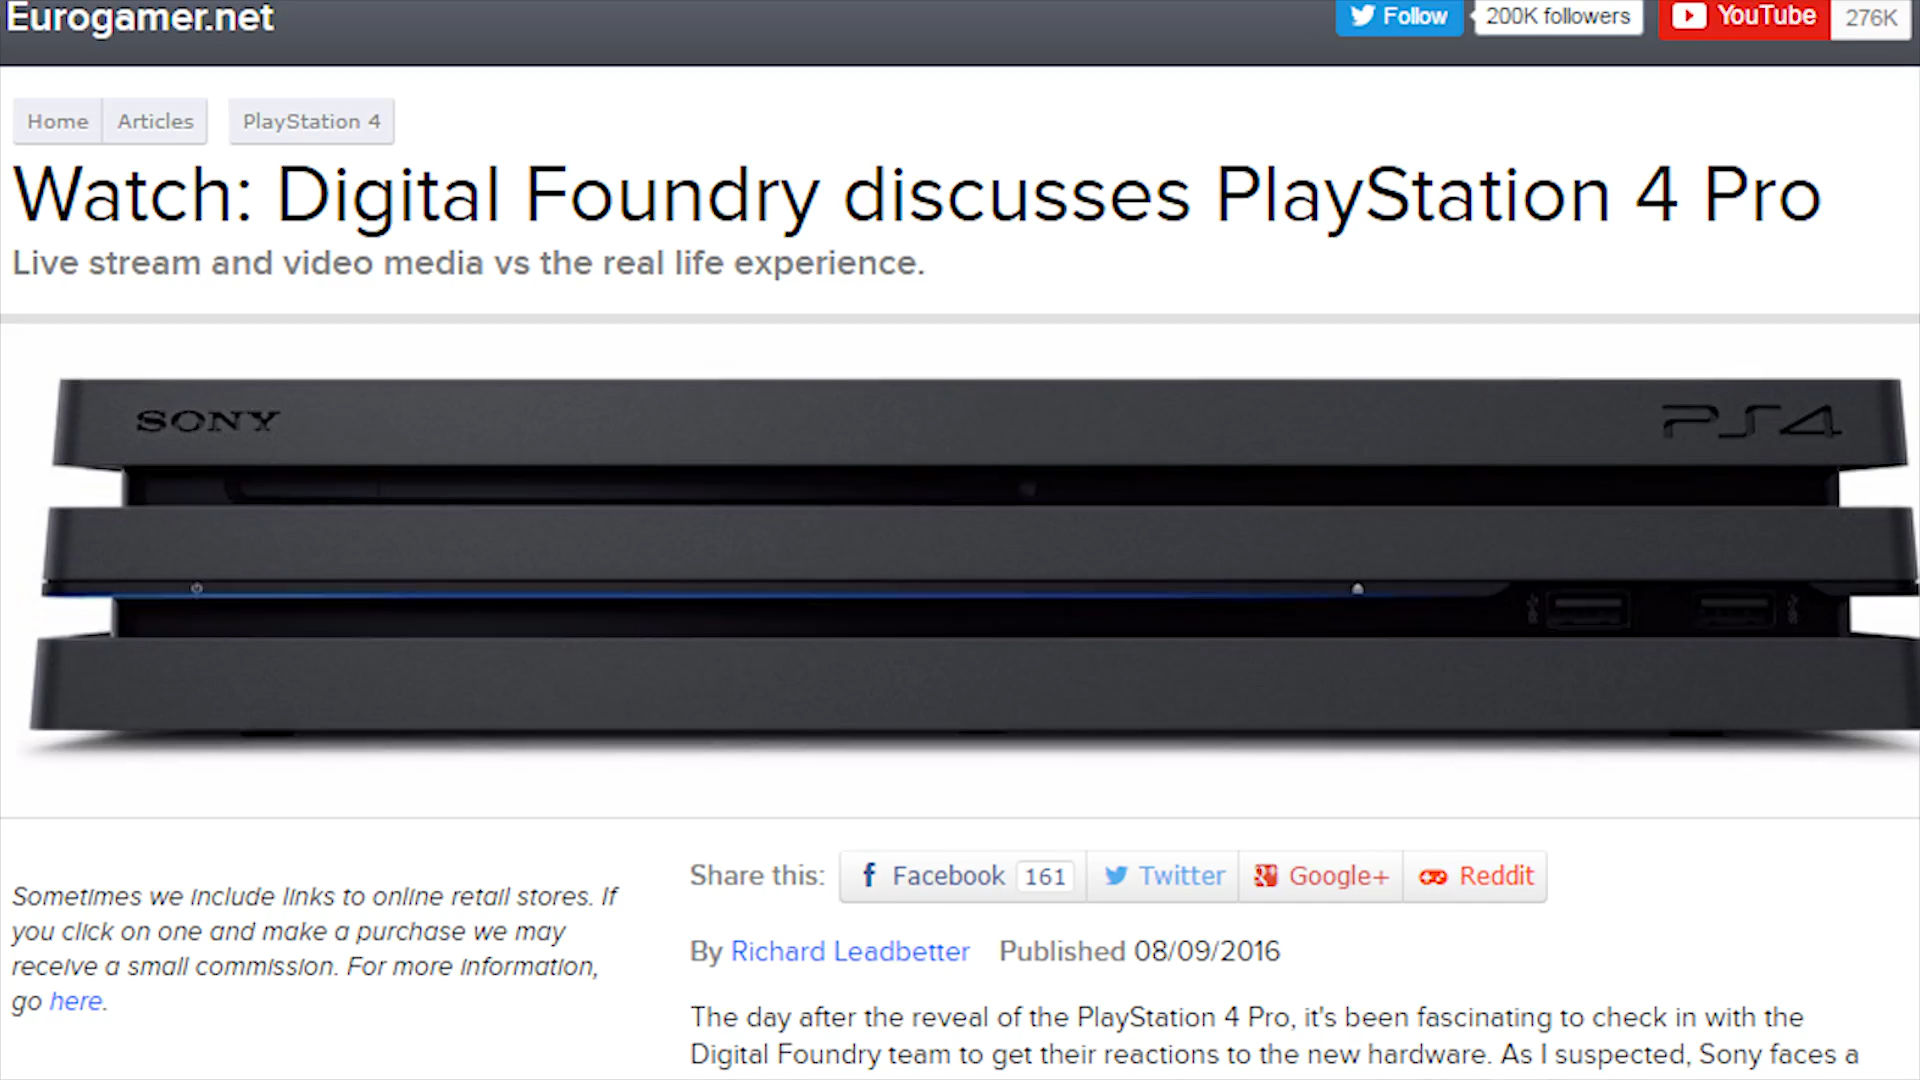 Eurogamer.net
Follow
200K followers
YouTube
276K
Home
Articles
PlayStation 4
Watch: Digital Foundry discusses PlayStation 4 Pro
Live stream and video media vs the real life experience.
SONY
PS4
Share this:
Facebook 161
Twitter
Google+
Reddit
Sometimes we include links to online retail stores. If
you click on one and make a purchase we may
receive a small commission. For more information,
go here.
By Richard Leadbetter Published 08/09/2016
The day after the reveal of the PlayStation 4 Pro, it's been fascinating to check in with the
Digital Foundry team to get their reactions to the new hardware. As I suspected, Sony faces a